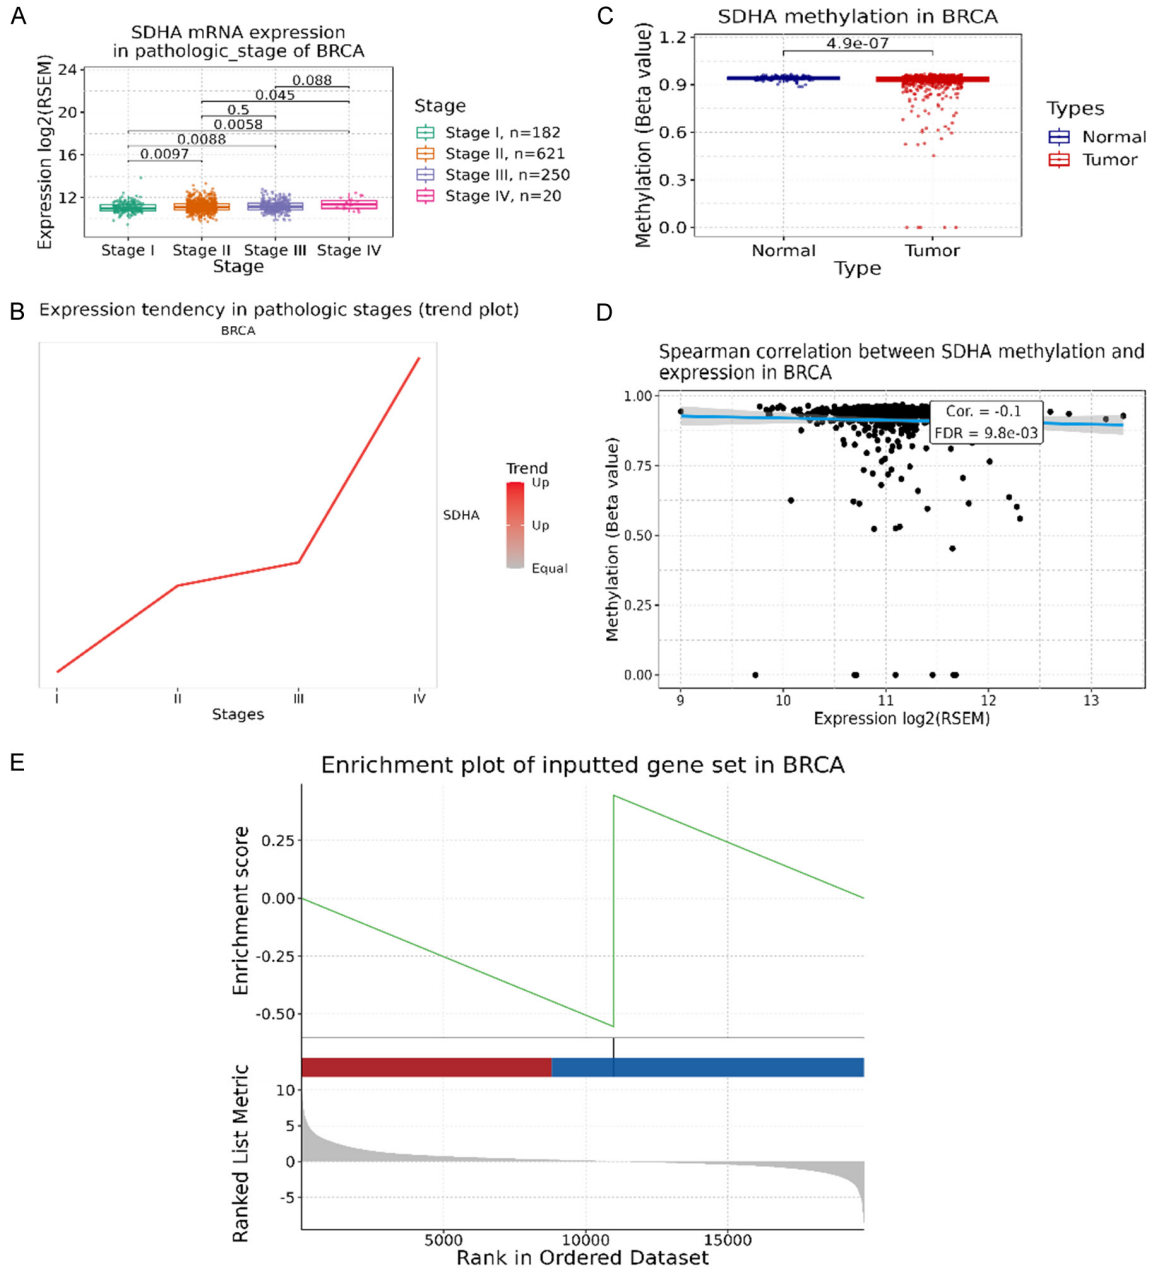 A
SDHA mRNA expression
in pathologic_stage of BRCA
Expression log2(RSEM)
24
20
16
12
0.088
0.045
0.5
0.0058
0.0088
0.0097
Stage I
Stage II
Stage III
Stage IV
Stage
Stage
Stage I, n=182
Stage II, n=621
Stage III, n=250
Stage IV, n=20
C
SDHA methylation in BRCA
Methylation (Beta value)
1.2
0.9
0.6
0.3
0.0
4.9e-07
Normal
Tumor
Type
Types
Normal
Tumor
B
Expression tendency in pathologic stages (trend plot)
BRCA
SDHA
I
II
III
IV
Stages
Trend
Up
Up
Equal
D
Spearman correlation between SDHA methylation and
expression in BRCA
Methylation (Beta value)
1.00
0.75
0.50
0.25
0.00
Cor. = -0.1
FDR = 9.8e-03
9
10
11
12
13
Expression log2(RSEM)
E
Enrichment plot of inputted gene set in BRCA
Enrichment score
0.25
0.00
-0.25
-0.50
Ranked List Metric
10
5
0
-5
5000
10000
15000
Rank in Ordered Dataset